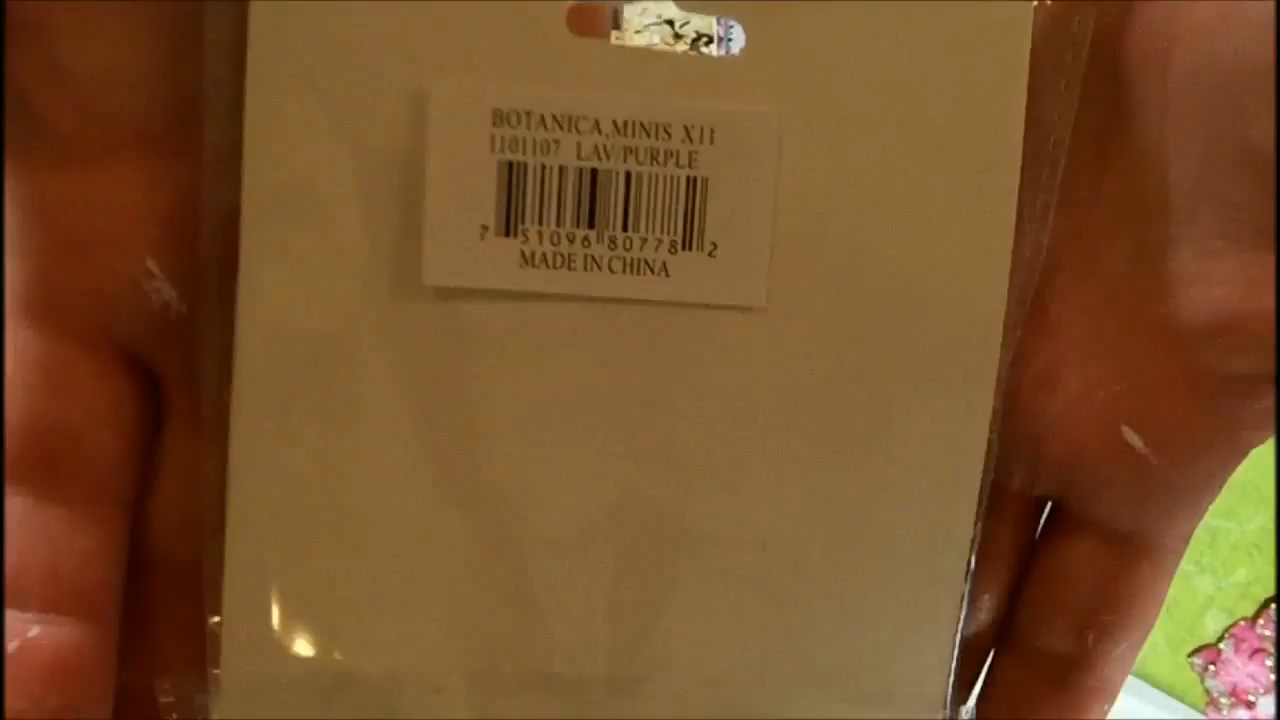 BOTANICA,MINIS X11
1101107 LAV/PURPLE
7 51096 80778 2
MADE IN CHINA